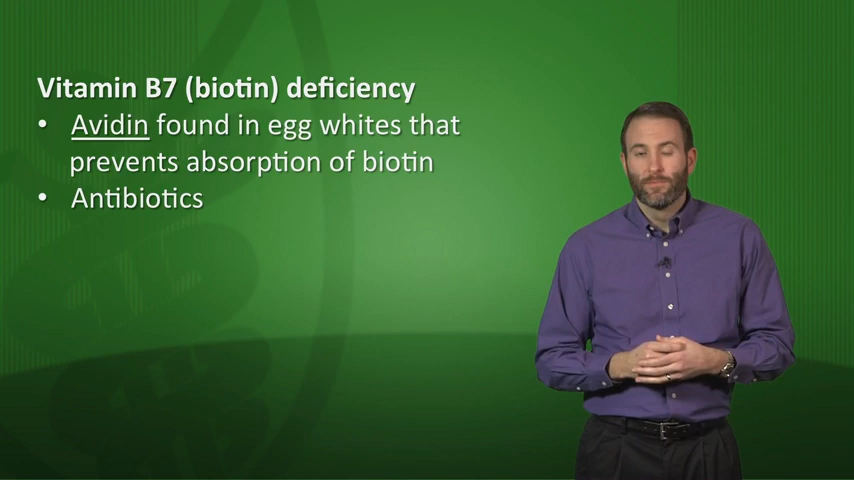 Vitamin B7 (biotin) deficiency
• Avidin found in egg whites that
prevents absorption of biotin
• Antibiotics